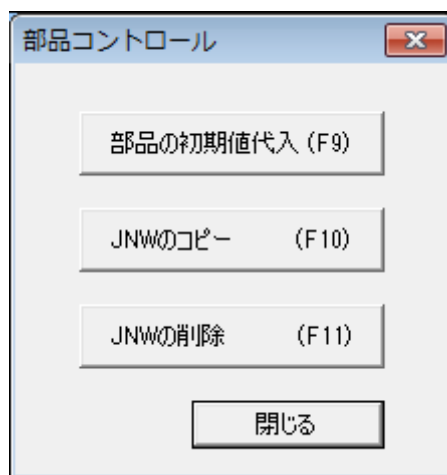 部品コントロール
部品の初期値代入 (F9)
JNWのコピー (F10)
JNWの削除 (F11)
閉じる